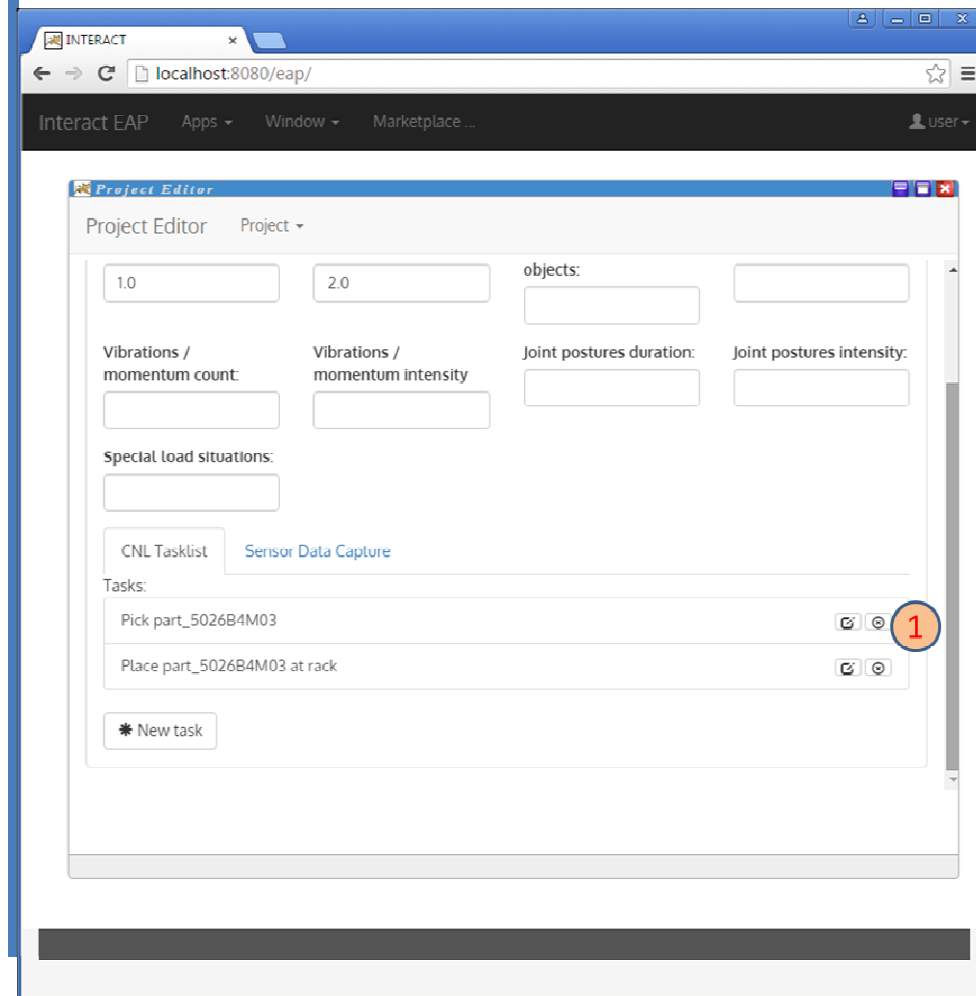 INTERACT
localhost:8080/eap/
Interact EAP Apps Window Marketplace ... user
Project Editor
Project Editor Project
objects:
1.0 2.0
Vibrations / momentum count:
Vibrations / momentum intensity
Joint postures duration:
Joint postures intensity:
Special load situations:
CNL Tasklist Sensor Data Capture
Tasks:
Pick part_5026B4M03
1
Place part_5026B4M03 at rack
New task